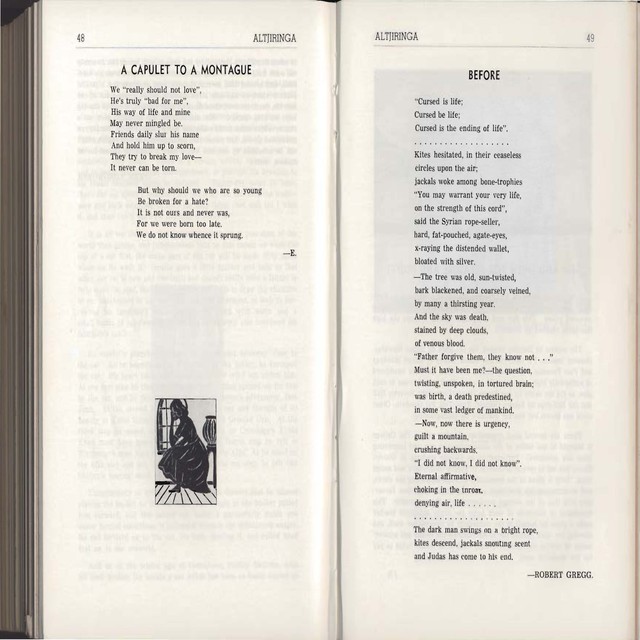 48
ALTJIRINGA
A CAPULET TO A MONTAGUE
We "really should not love",
He's truly "bad for me",
His way of life and mine
May never mingled be.
Friends daily slur his name
And hold him up to scorn,
They try to break my love—
It never can be torn.
But why should we who are so young
Be broken for a hate?
It is not ours and never was,
For we were born too late.
We do not know whence it sprung.
—E.
ALTJIRINGA
49
BEFORE
"Cursed is life;
Cursed be life;
Cursed is the ending of life".
. . . . . . . . . . . . . . . . . . .
Kites hesitated, in their ceaseless
circles upon the air;
jackals woke among bone-trophies
"You may warrant your very life,
on the strength of this cord",
said the Syrian rope-seller,
hard, fat-pouched, agate-eyes,
x-raying the distended wallet,
bloated with silver.
—The tree was old, sun-twisted,
bark blackened, and coarsely veined,
by many a thirsting year.
And the sky was death,
stained by deep clouds,
of venous blood.
"Father forgive them, they know not . . ."
Must it have been me?—the question,
twisting, unspoken, in tortured brain;
was birth, a death predestined,
in some vast ledger of mankind.
—Now, now there is urgency,
guilt a mountain,
crushing backwards.
"I did not know, I did not know".
Eternal affirmative,
choking in the throat,
denying air, life . . . . . .
. . . . . . . . . . . . . . . . . . .
The dark man swings on a bright rope,
kites descend, jackals snouting scent
and Judas has come to his end.
—ROBERT GREGG.